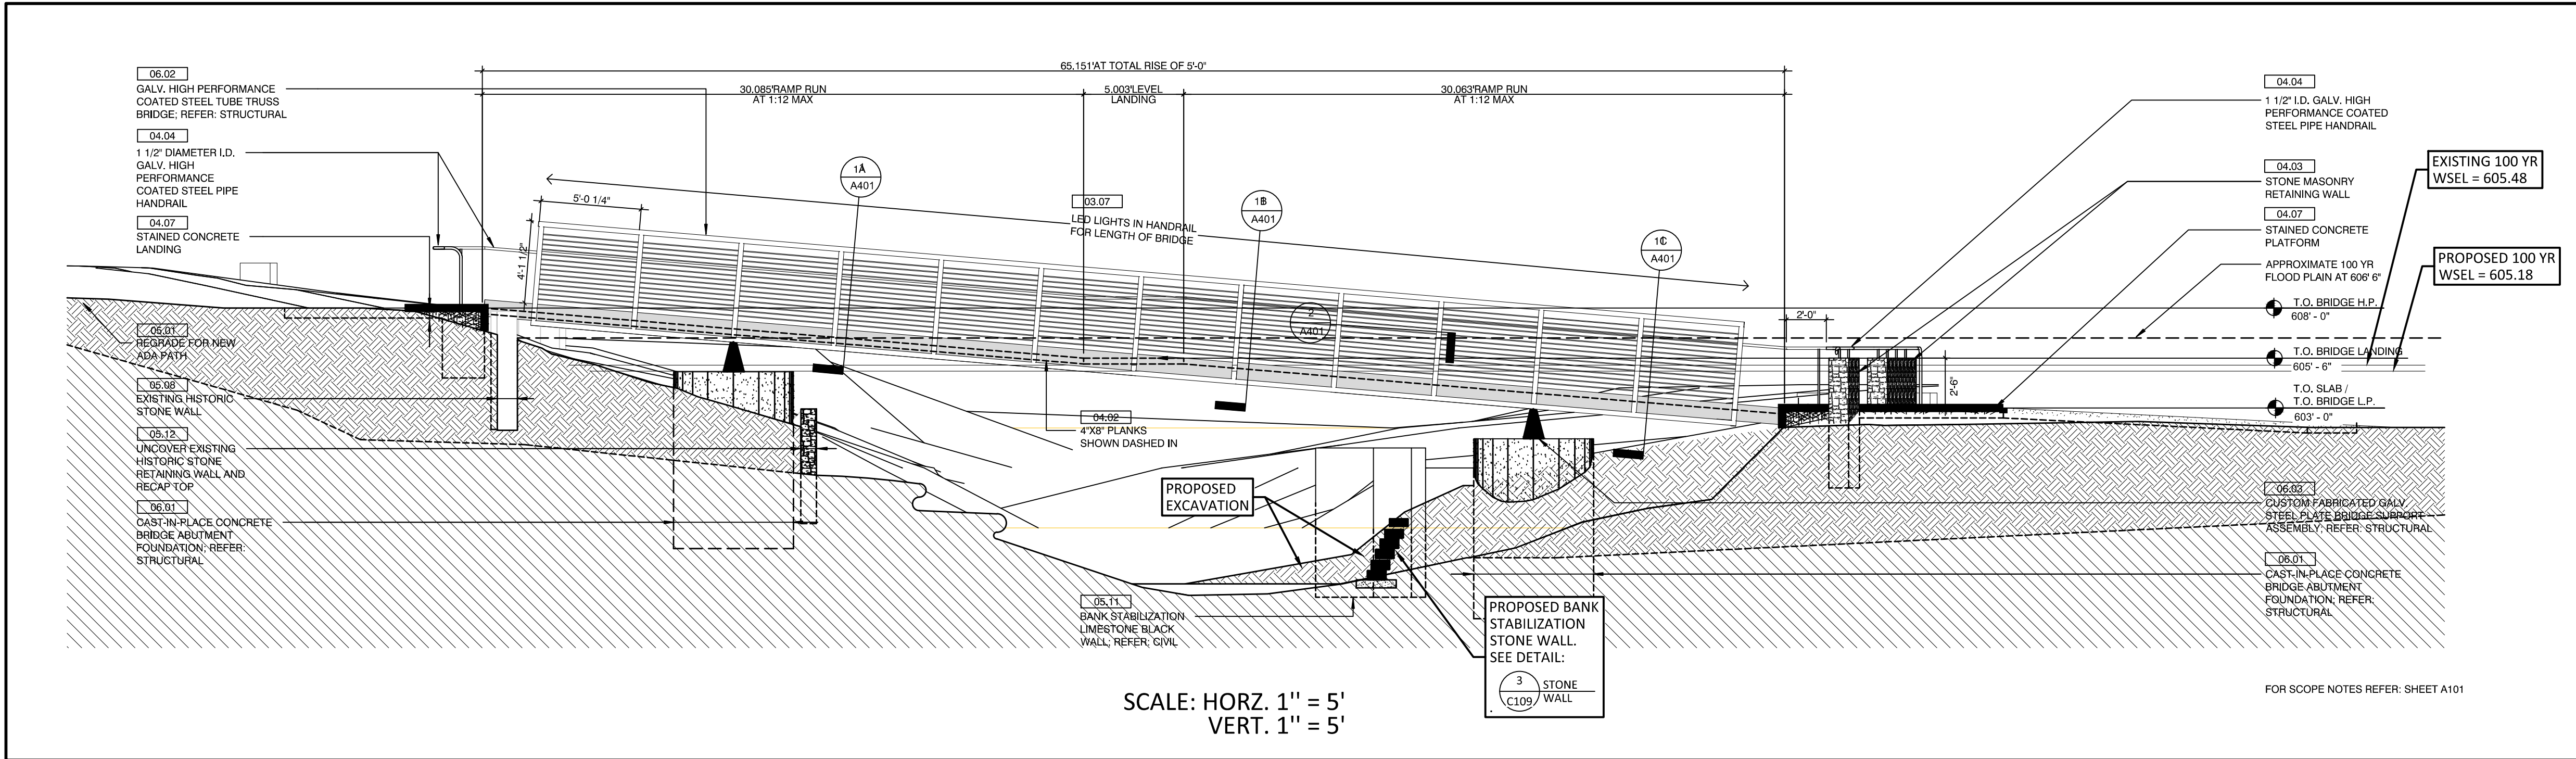 65.151'AT TOTAL RISE OF 5'-0"
30.085'RAMP RUN
AT 1:12 MAX
5.003'LEVEL
LANDING
30.063'RAMP RUN
AT 1:12 MAX
06.02
GALV. HIGH PERFORMANCE
COATED STEEL TUBE TRUSS
BRIDGE; REFER: STRUCTURAL
04.04
1 1/2" DIAMETER I.D.
GALV. HIGH
PERFORMANCE
COATED STEEL PIPE
HANDRAIL
04.07
STAINED CONCRETE
LANDING
05.01
REGRADE FOR NEW
ADA PATH
05.08
EXISTING HISTORIC
STONE WALL
05.12
UNCOVER EXISTING
HISTORIC STONE
RETAINING WALL AND
RECAP TOP
06.01
CAST-IN-PLACE CONCRETE
BRIDGE ABUTMENT
FOUNDATION; REFER:
STRUCTURAL
5'-0 1/4"
4'-1 1/2"
1A
A401
03.07
LED LIGHTS IN HANDRAIL
FOR LENGTH OF BRIDGE
1B
A401
1C
A401
2
A401
2'-0"
2'-6"
04.02
4"X8" PLANKS
SHOWN DASHED IN
PROPOSED
EXCAVATION
05.11
BANK STABILIZATION
LIMESTONE BLACK
WALL; REFER: CIVIL
PROPOSED BANK
STABILIZATION
STONE WALL.
SEE DETAIL:
3
C109
STONE
WALL
04.04
1 1/2" I.D. GALV. HIGH
PERFORMANCE COATED
STEEL PIPE HANDRAIL
04.03
STONE MASONRY
RETAINING WALL
04.07
STAINED CONCRETE
PLATFORM
APPROXIMATE 100 YR
FLOOD PLAIN AT 606' 6"
T.O. BRIDGE H.P.
608' - 0"
T.O. BRIDGE LANDING
605' - 6"
T.O. SLAB /
T.O. BRIDGE L.P.
603' - 0"
EXISTING 100 YR
WSEL = 605.48
PROPOSED 100 YR
WSEL = 605.18
06.03
CUSTOM FABRICATED GALV.
STEEL PLATE BRIDGE SUPPORT
ASSEMBLY; REFER: STRUCTURAL
06.01
CAST-IN-PLACE CONCRETE
BRIDGE ABUTMENT
FOUNDATION; REFER:
STRUCTURAL
FOR SCOPE NOTES REFER: SHEET A101
SCALE: HORZ. 1" = 5'
VERT. 1" = 5'